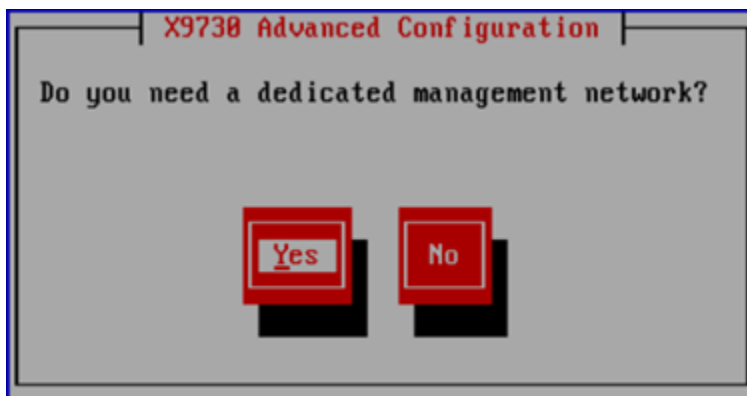 X9730 Advanced Configuration
Do you need a dedicated management network?
Yes
No